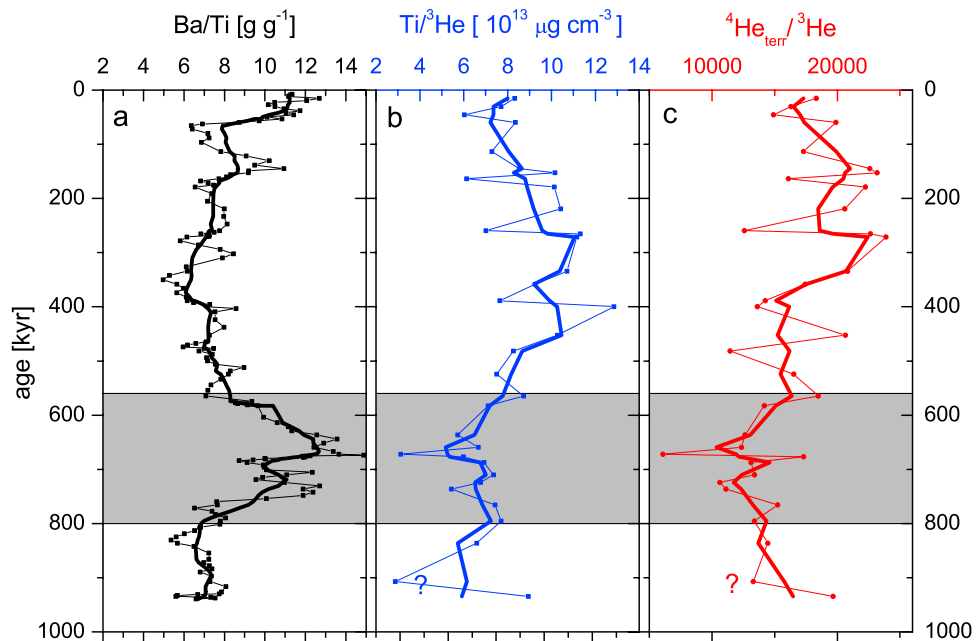 Ba/Ti [g g⁻¹]
Ti/³He [ 10¹³ µg cm⁻³]
⁴Heₜₑᵣᵣ/³He
2 4 6 8 10 12 14
2 4 6 8 10 12 14
10000 20000
0 0
a b c
200 200
400 400
age [kyr]
600 600
800 800
? ?
1000 1000